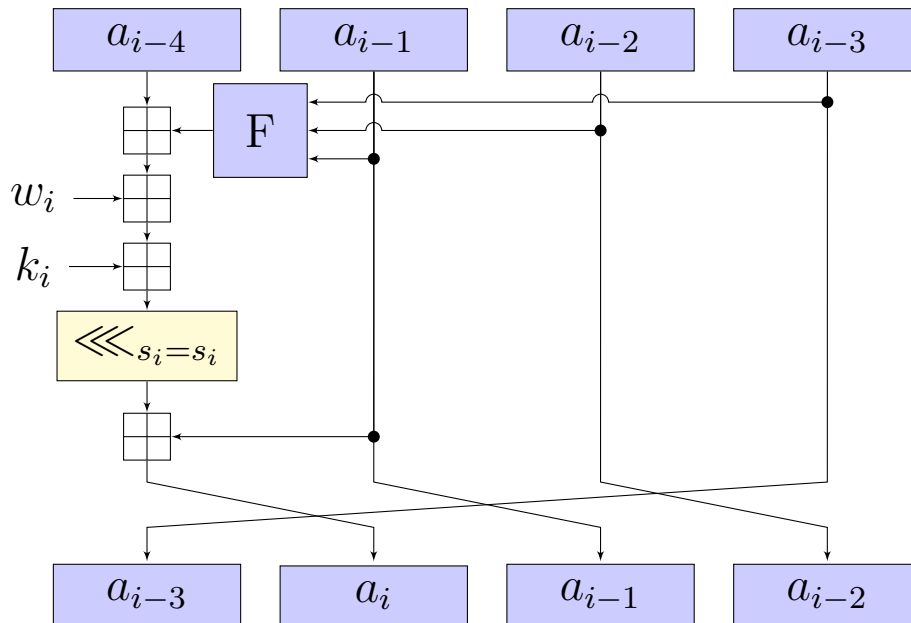 a_{i−4} a_{i−1} a_{i−2} a_{i−3}
F
w_i
k_i
⋘_{s_i=s_i}
a_{i−3} a_i a_{i−1} a_{i−2}